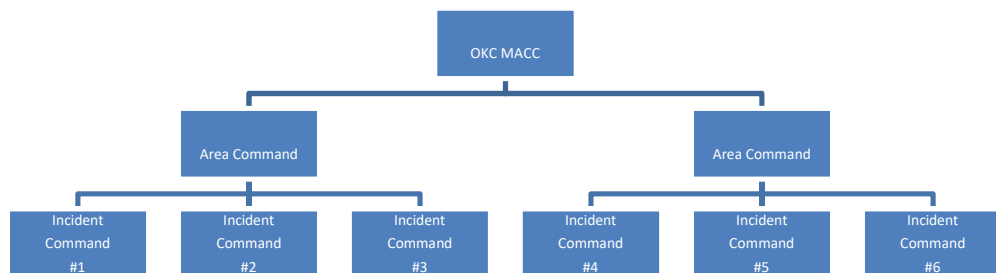 OKC MACC
Area Command
Area Command
Incident
Command
#1
Incident
Command
#2
Incident
Command
#3
Incident
Command
#4
Incident
Command
#5
Incident
Command
#6